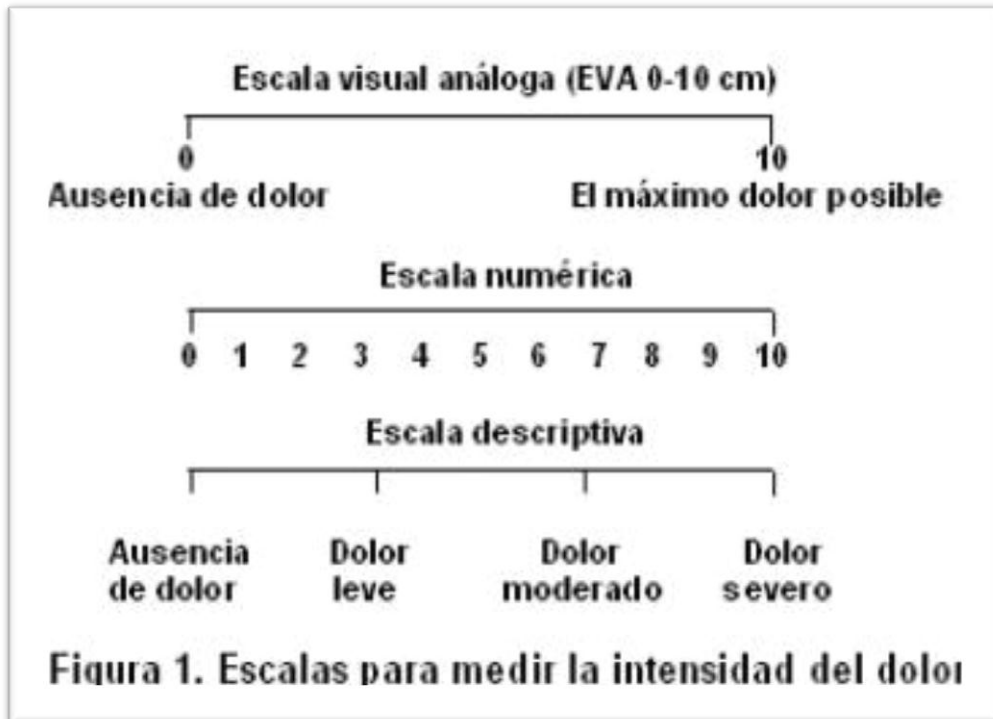 Escala visual análoga (EVA 0-10 cm)
0 10
Ausencia de dolor El máximo dolor posible
Escala numérica
0 1 2 3 4 5 6 7 8 9 10
Escala descriptiva
Ausencia Dolor Dolor Dolor
de dolor leve moderado severo
Figura 1. Escalas para medir la intensidad del dolor